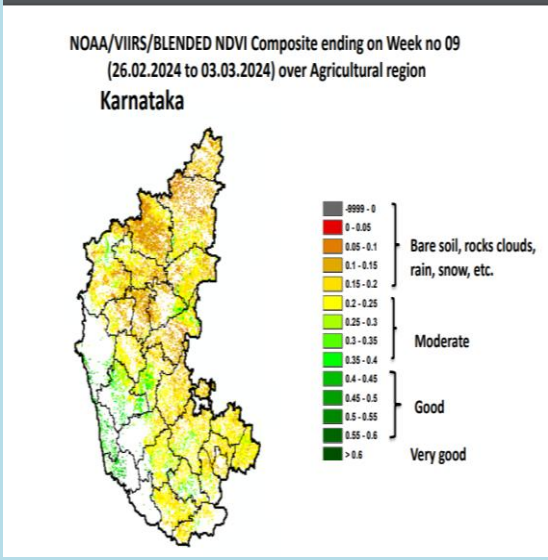 NOAA/VIIRS/BLENDED NDVI Composite ending on Week no 09
(26.02.2024 to 03.03.2024) over Agricultural region
Karnataka
-9999 - 0
0 - 0.05
0.05 - 0.1
0.1 - 0.15
0.15 - 0.2
Bare soil, rocks clouds,
rain, snow, etc.
0.2 - 0.25
0.25 - 0.3
0.3 - 0.35
0.35 - 0.4
Moderate
0.4 - 0.45
0.45 - 0.5
0.5 - 0.55
0.55 - 0.6
Good
> 0.6
Very good